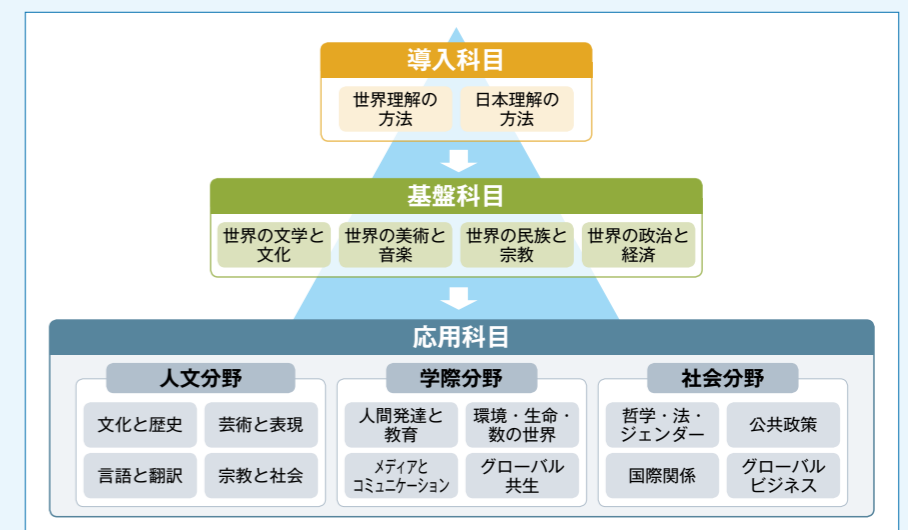 導入科目
世界理解の
方法
日本理解の
方法
基盤科目
世界の文学と
文化
世界の美術と
音楽
世界の民族と
宗教
世界の政治と
経済
応用科目
人文分野
文化と歴史
芸術と表現
言語と翻訳
宗教と社会
学際分野
人間発達と
教育
環境・生命・
数の世界
メディアと
コミュニケーション
グローバル
共生
社会分野
哲学・法・
ジェンダー
公共政策
国際関係
グローバル
ビジネス